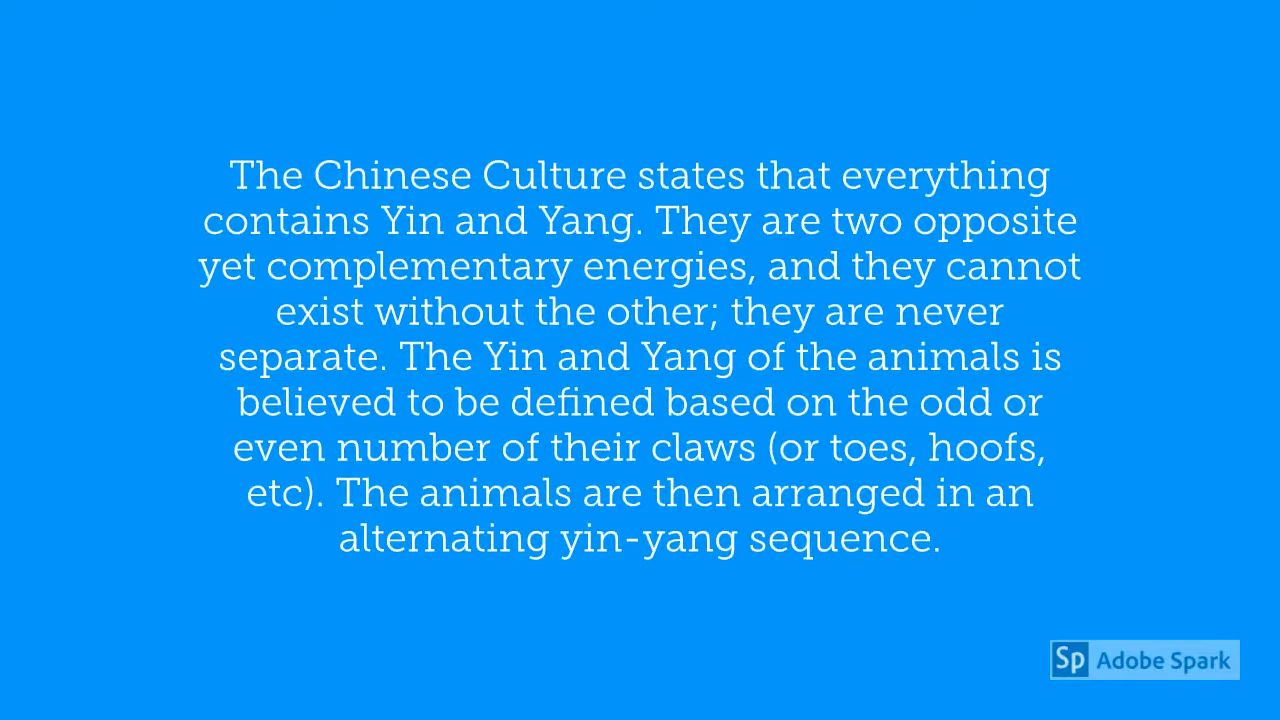 The Chinese Culture states that everything
contains Yin and Yang. They are two opposite
yet complementary energies, and they cannot
exist without the other; they are never
separate. The Yin and Yang of the animals is
believed to be defined based on the odd or
even number of their claws (or toes, hoofs,
etc). The animals are then arranged in an
alternating yin-yang sequence.
Sp Adobe Spark